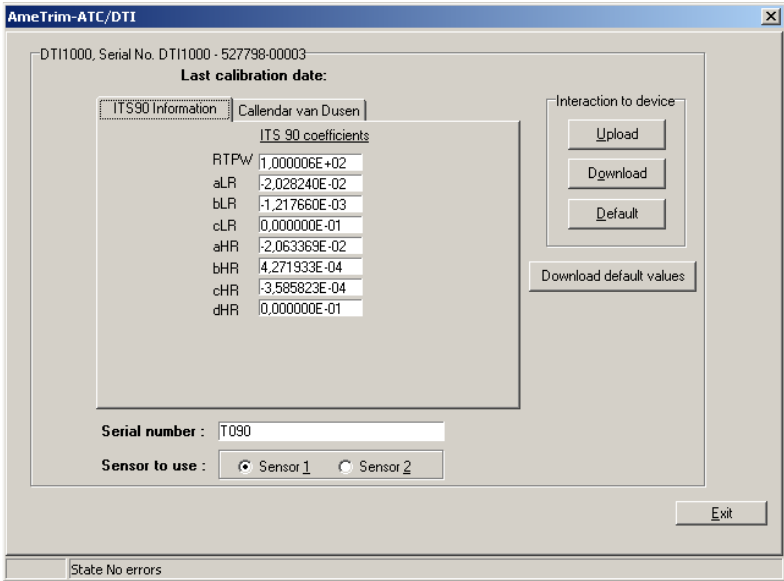 AmeTrim-ATC/DTI
DTI1000, Serial No. DTI1000 - 527798-00003
Last calibration date:
ITS90 Information
Callendar van Dusen
ITS 90 coefficients
RTPW 1,000006E+02
aLR -2,028240E-02
bLR -1,217660E-03
cLR 0,000000E-01
aHR -2,063369E-02
bHR 4,271933E-04
cHR -3,585823E-04
dHR 0,000000E-01
Interaction to device
Upload
Download
Default
Download default values
Serial number : T090
Sensor to use : Sensor 1 Sensor 2
Exit
State No errors